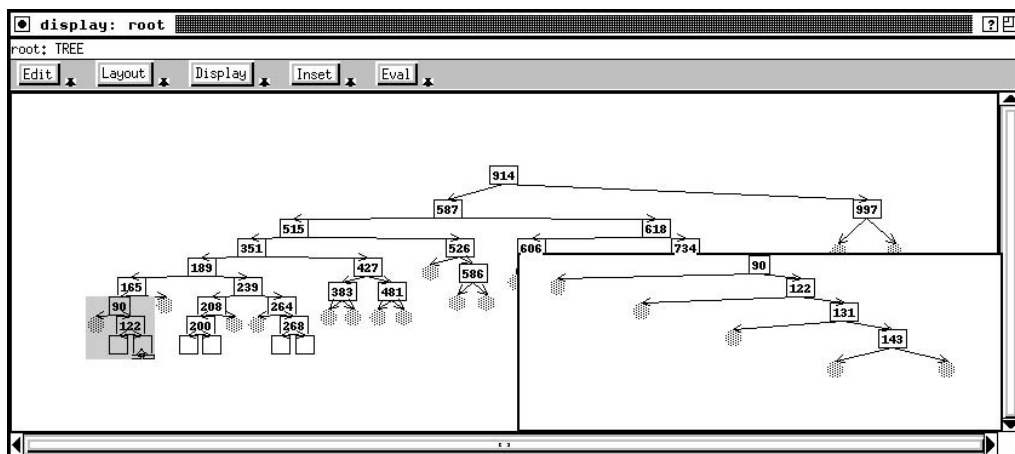 display: root ?
root: TREE
Edit Layout Display Inset Eval
914
587 997
515 618
351 526 606 734
189 427 586 90
165 239 383 481 122
90 208 264 131
122 200 268 143